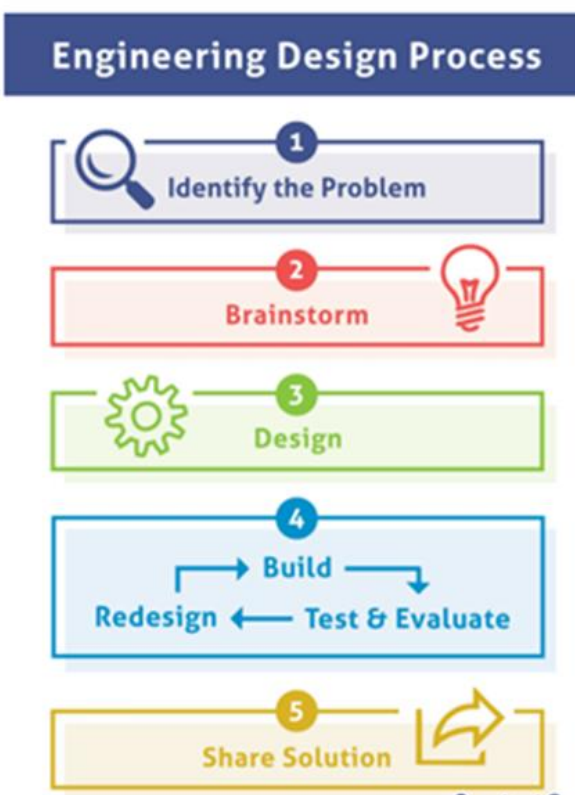 Engineering Design Process
1
Identify the Problem
2
Brainstorm
3
Design
4
Build
Redesign Test & Evaluate
5
Share Solution